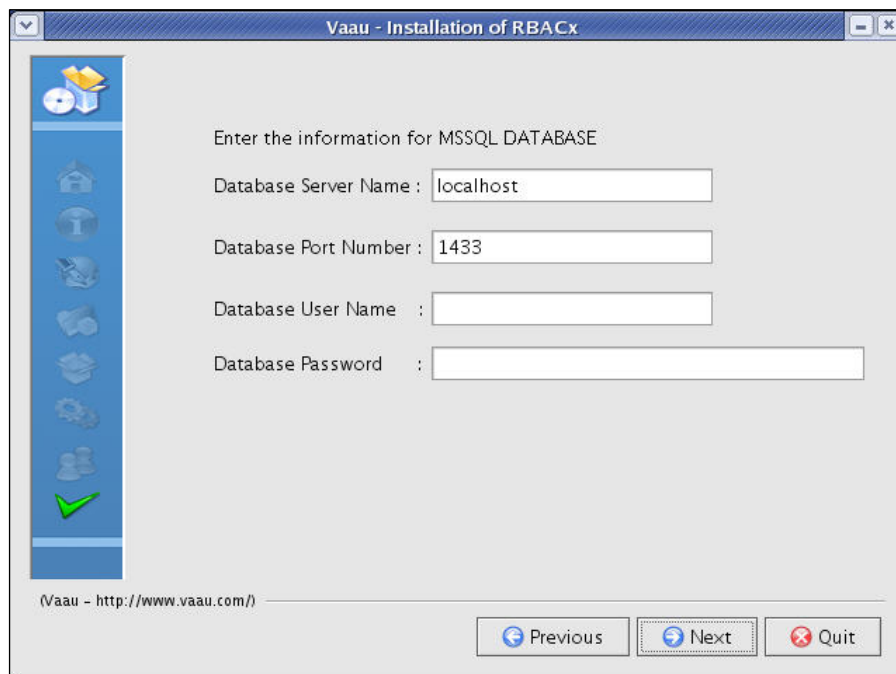 Vaau - Installation of RBACx
Enter the information for MSSQL DATABASE
Database Server Name : localhost
Database Port Number : 1433
Database User Name :
Database Password :
(Vaau - http://www.vaau.com/)
Previous Next Quit